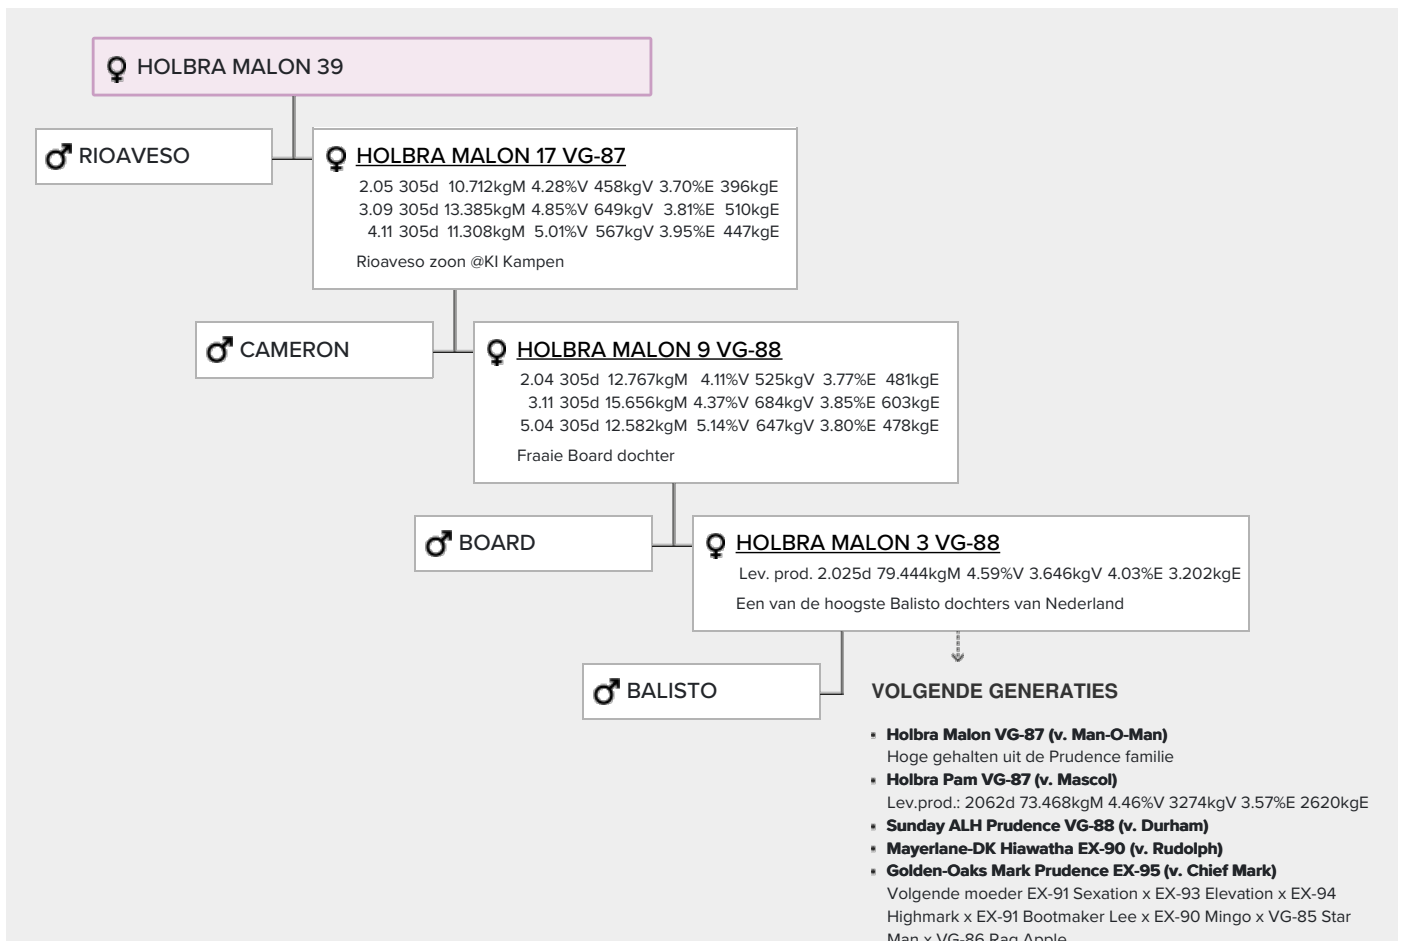 HOLBRA MALON 39
RIOAVESO
HOLBRA MALON 17 VG-87
2.05 305d 10.712kgM 4.28%V 458kgV 3.70%E 396kgE
3.09 305d 13.385kgM 4.85%V 649kgV 3.81%E 510kgE
4.11 305d 11.308kgM 5.01%V 567kgV 3.95%E 447kgE
Rioaveso zoon @KI Kampen
CAMERON
HOLBRA MALON 9 VG-88
2.04 305d 12.767kgM 4.11%V 525kgV 3.77%E 481kgE
3.11 305d 15.656kgM 4.37%V 684kgV 3.85%E 603kgE
5.04 305d 12.582kgM 5.14%V 647kgV 3.80%E 478kgE
Fraaie Board dochter
BOARD
HOLBRA MALON 3 VG-88
Lev. prod. 2.025d 79.444kgM 4.59%V 3.646kgV 4.03%E 3.202kgE
Een van de hoogste Balisto dochters van Nederland
BALISTO
VOLGENDE GENERATIES
Holbra Malon VG-87 (v. Man-O-Man)
Hoge gehalten uit de Prudence familie
Holbra Pam VG-87 (v. Mascol)
Lev.prod.: 2062d 73.468kgM 4.46%V 3274kgV 3.57%E 2620kgE
Sunday ALH Prudence VG-88 (v. Durham)
Mayerlane-DK Hiawatha EX-90 (v. Rudolph)
Golden-Oaks Mark Prudence EX-95 (v. Chief Mark)
Volgende moeder EX-91 Sexation x EX-93 Elevation x EX-94
Highmark x EX-91 Bootmaker Lee x EX-90 Mingo x VG-85 Star
Man x VG-86 Rag Apple